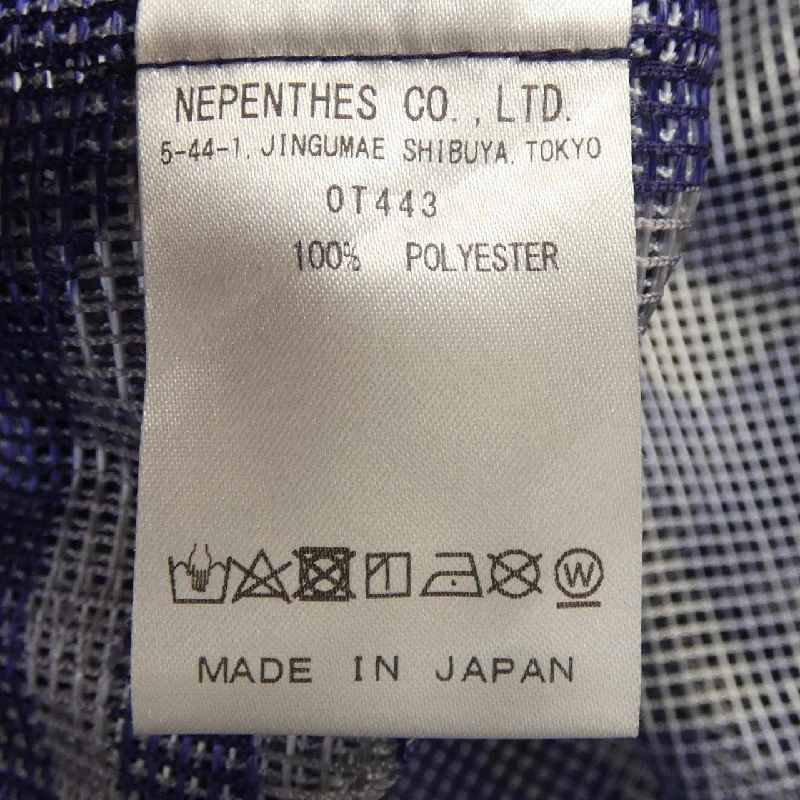 NEPENTHES CO.,LTD.
5-44-1, JINGUMAE SHIBUYA, TOKYO
OT443
100% POLYESTER
W
MADE IN JAPAN